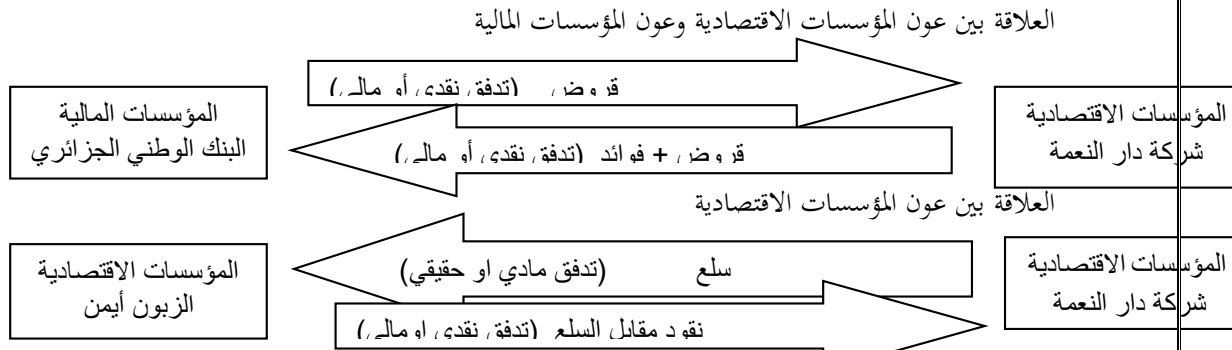 العلاقة بين عون المؤسسات الاقتصادية وعون المؤسسات المالية
قروض (تدفق نقدي أو مالي)
المؤسسات الاقتصادية
شركة دار النعمة
المؤسسات المالية
البنك الوطني الجزائري
قروض + فوائد (تدفق نقدي أو مالي)
العلاقة بين عون المؤسسات الاقتصادية
المؤسسات الاقتصادية
شركة دار النعمة
سلع (تدفق مادي او حقيقي)
المؤسسات الاقتصادية
الزبون أيمن
نقود مقابل السلع (تدفق نقدي اومالي)